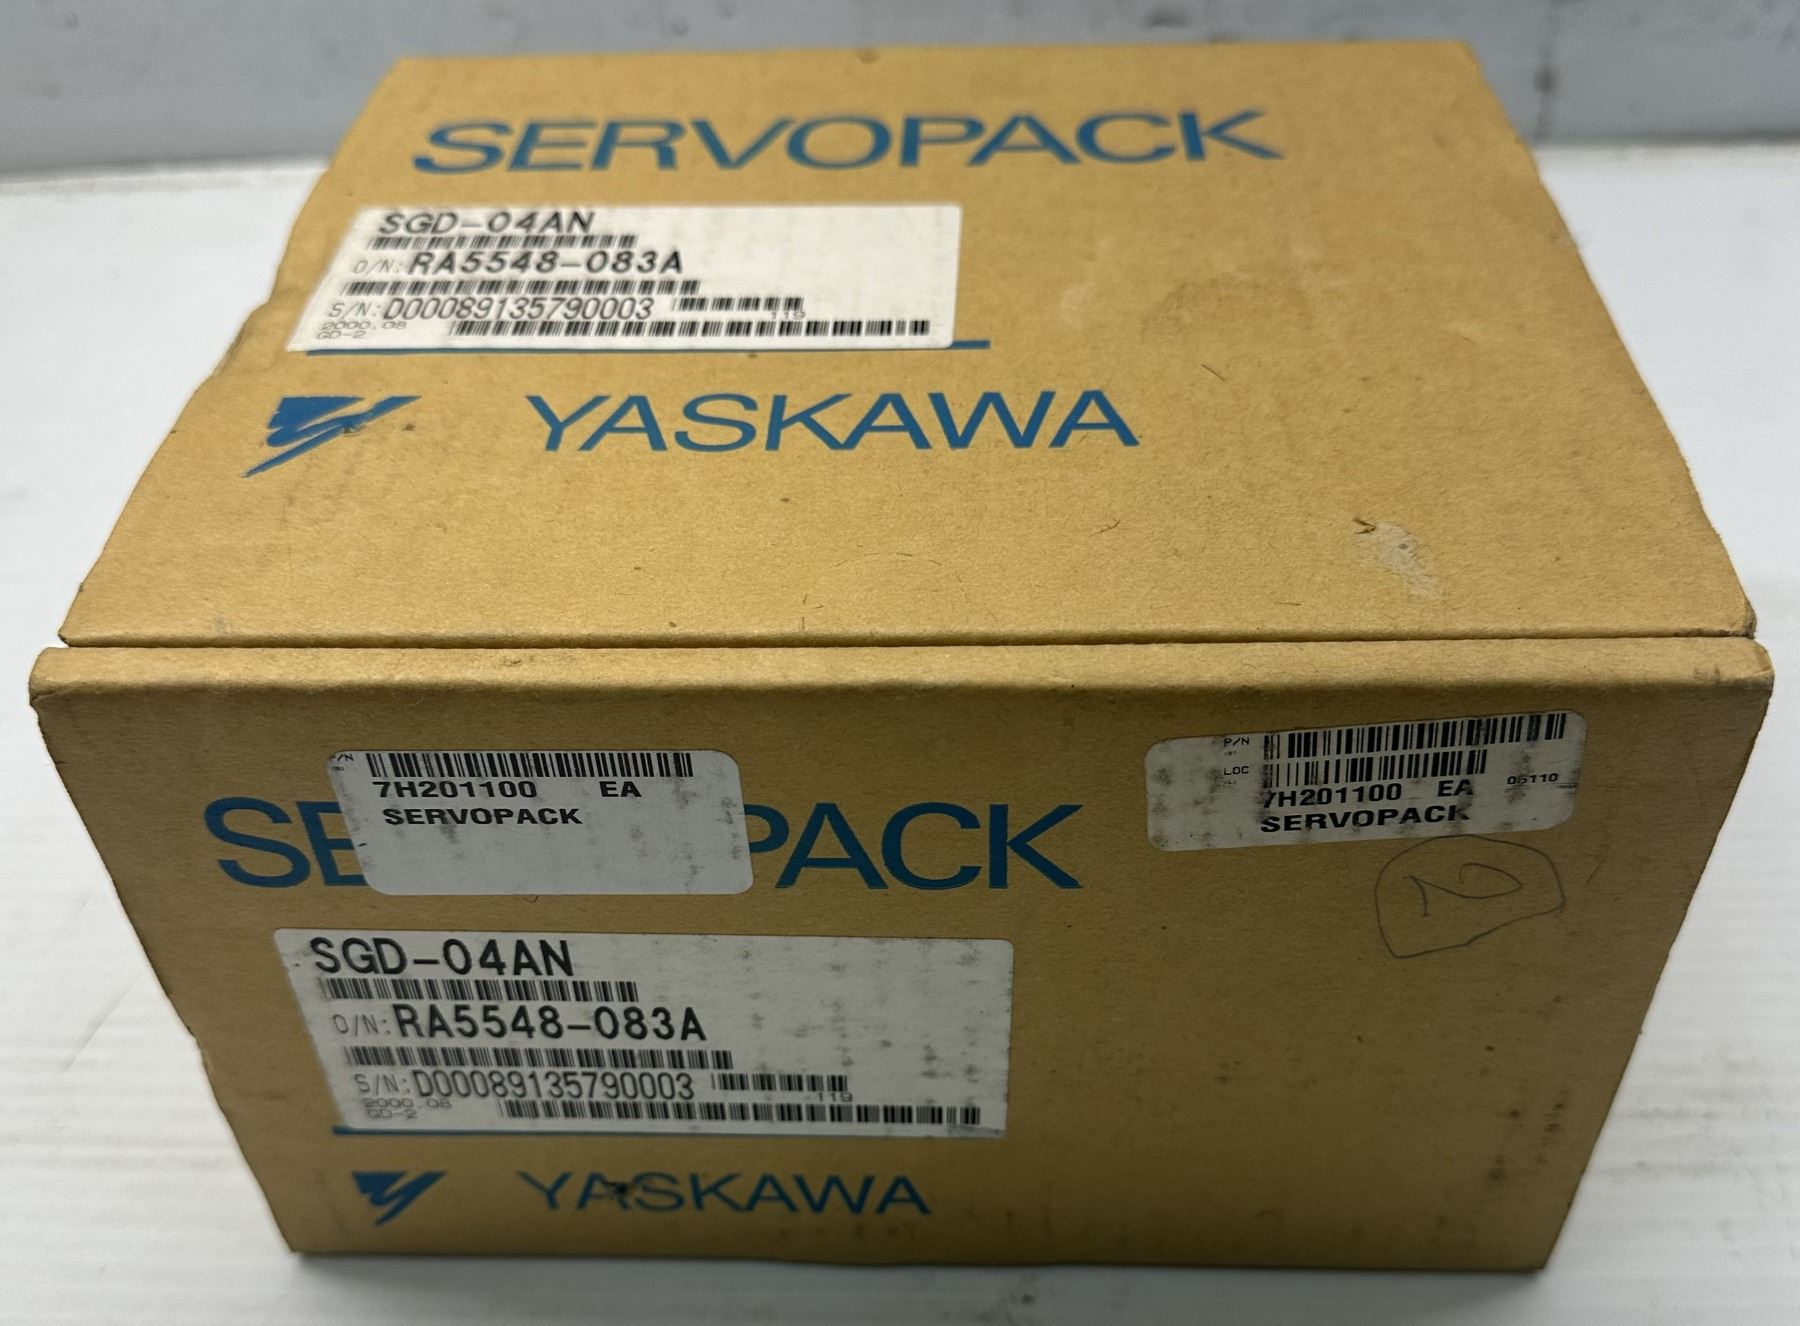 SERVOPACK
SGD-04AN
O/N: RA5548-083A
S/N: D00089135790003
119
2000.08
GD-2
YASKAWA
P/N
7H201100 EA
SERVOPACK
P/N
LOC
7H201100 EA 05110
SERVOPACK
SE PACK
2
SGD-04AN
O/N: RA5548-083A
S/N: D00089135790003
119
2000.08
GD-2
YASKAWA